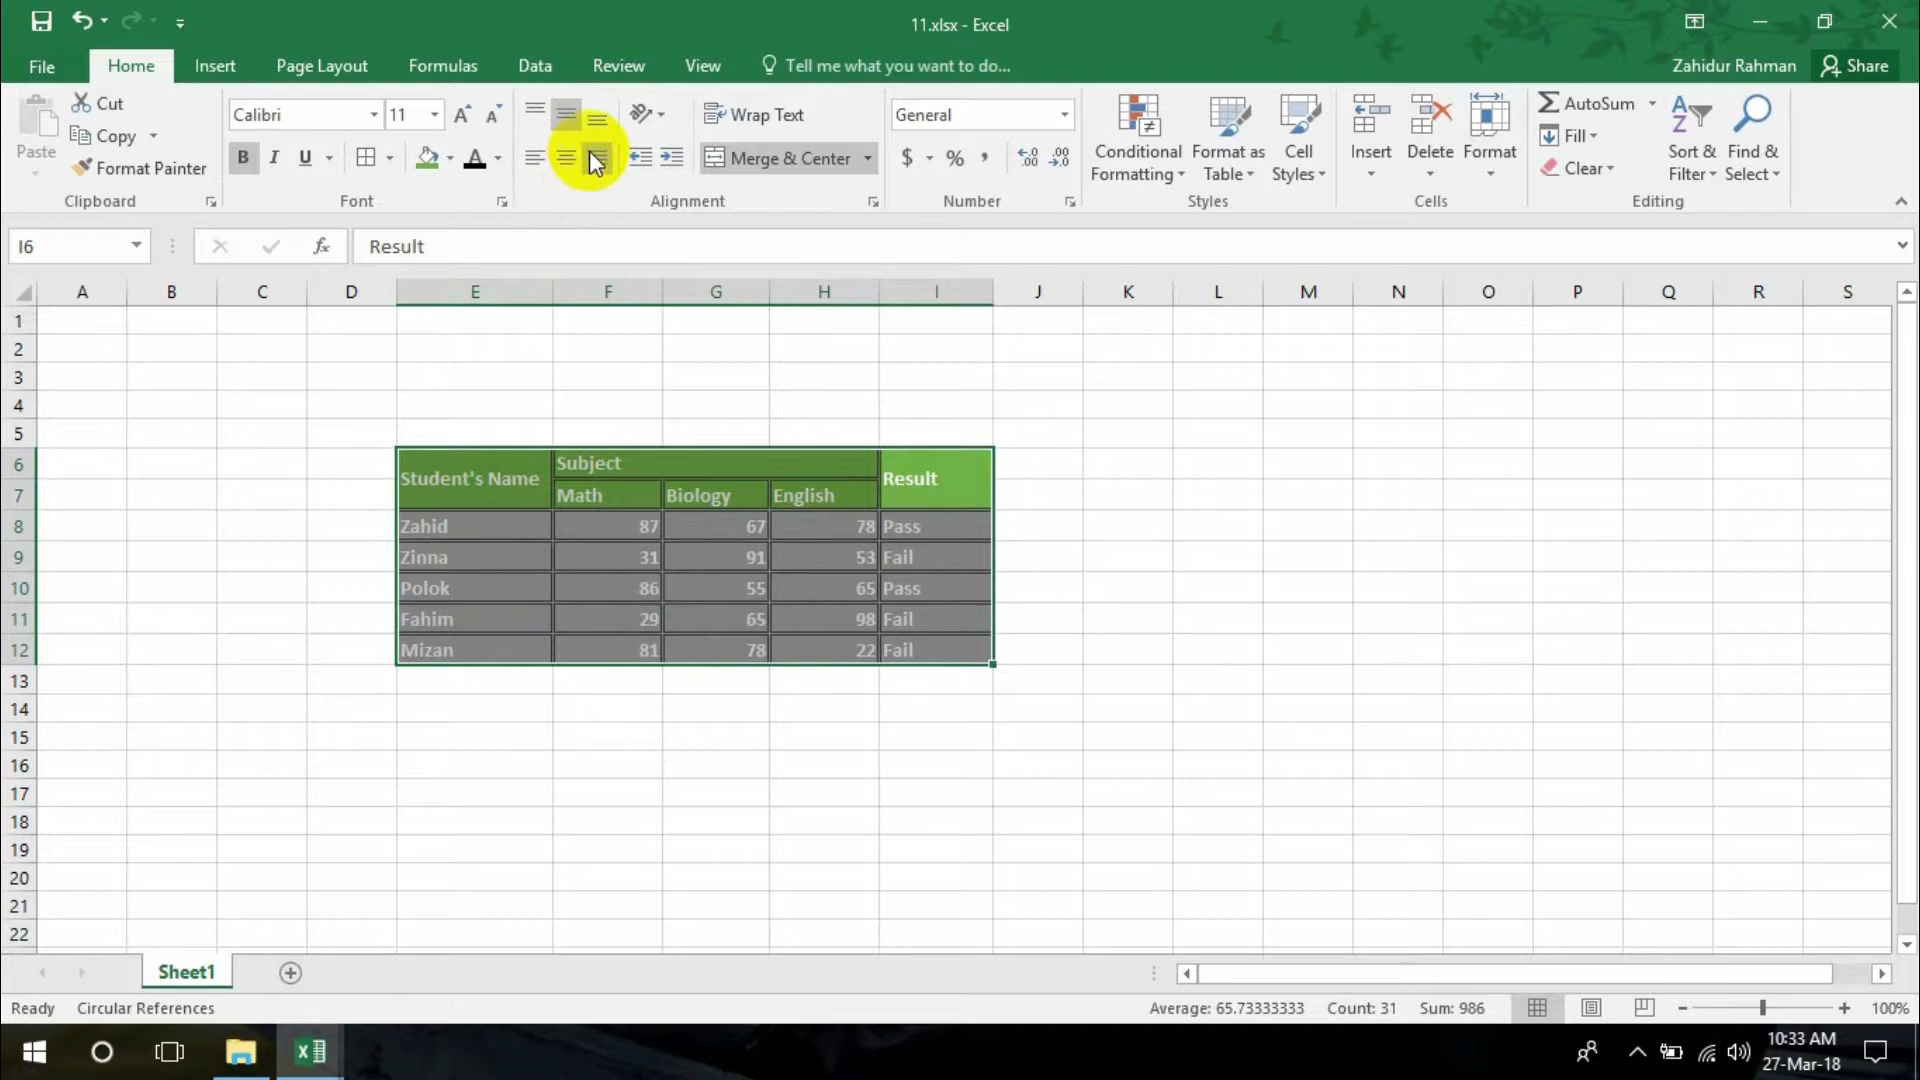 11.xlsx - Excel
File Home Insert Page Layout Formulas Data Review View Tell me what you want to do... Zahidur Rahman Share
Paste Cut Copy Format Painter Clipboard
Calibri 11 B I U A Font
Wrap Text Merge & Center Alignment
General $ % , .00 .0 Number
Conditional Formatting Format as Table Cell Styles Styles
Insert Delete Format Cells
AutoSum Fill Clear Sort & Filter Find & Select Editing
I6 fx Result
A B C D E F G H I J K L M N O P Q R S
1
2
3
4
5
6 Student's Name Subject Result
7 Math Biology English
8 Zahid 87 67 78 Pass
9 Zinna 31 91 53 Fail
10 Polok 86 55 65 Pass
11 Fahim 29 65 98 Fail
12 Mizan 81 78 22 Fail
13
14
15
16
17
18
19
20
21
22
Sheet1
Ready Circular References Average: 65.73333333 Count: 31 Sum: 986 100%
10:33 AM
27-Mar-18